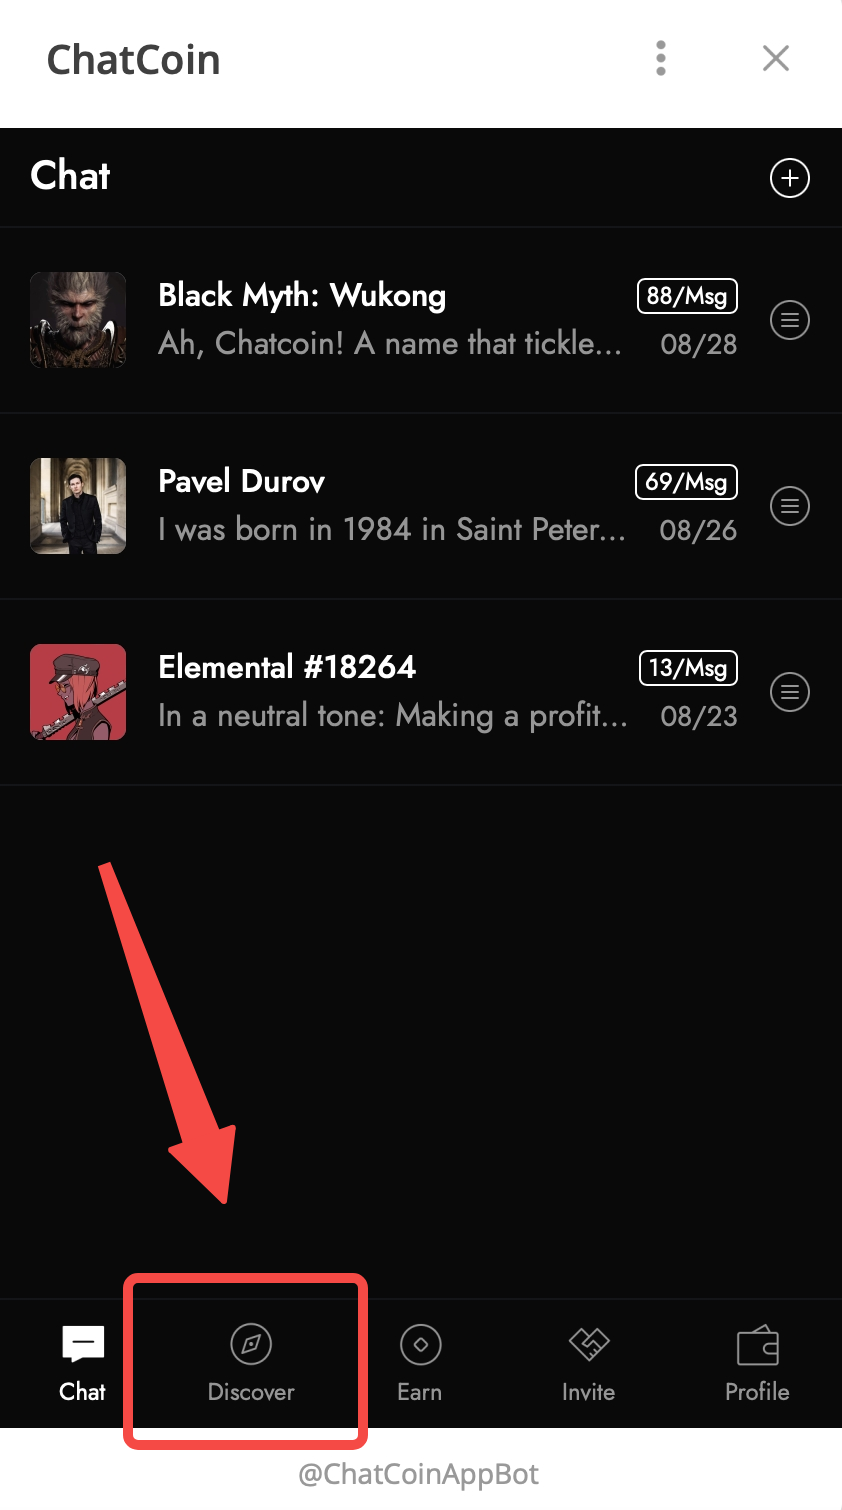 ChatCoin
Chat
Black Myth: Wukong 88/Msg
Ah, Chatcoin! A name that tickle... 08/28
Pavel Durov 69/Msg
I was born in 1984 in Saint Peter... 08/26
Elemental #18264 13/Msg
In a neutral tone: Making a profit... 08/23
Chat Discover Earn Invite Profile
@ChatCoinAppBot